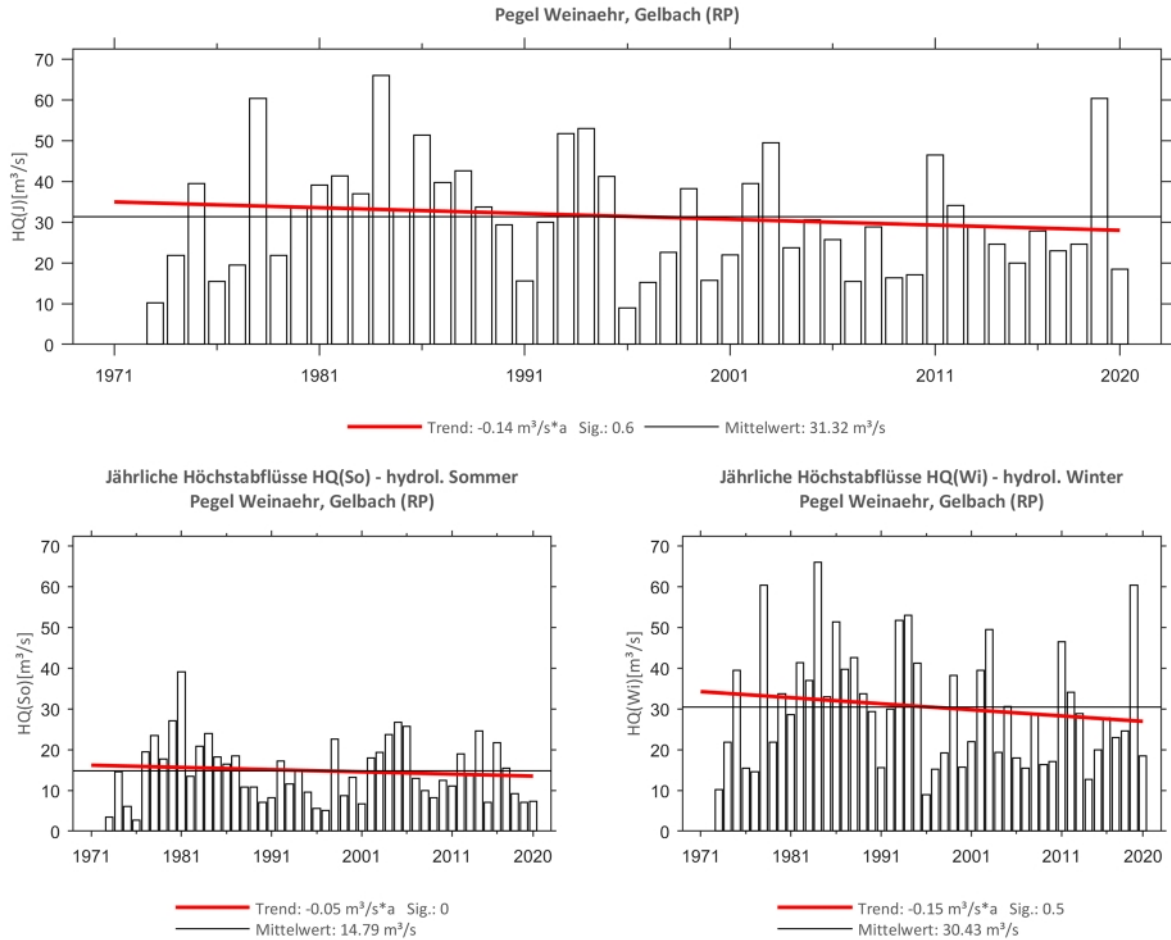 Pegel Weinaehr, Gelbach (RP)
HQ(J)[m³/s]
70
60
50
40
30
20
10
0
1971 1981 1991 2001 2011 2020
Trend: -0.14 m³/s*a Sig.: 0.6 Mittelwert: 31.32 m³/s
Jährliche Höchstabflüsse HQ(So) - hydrol. Sommer
Pegel Weinaehr, Gelbach (RP)
HQ(So)[m³/s]
70
60
50
40
30
20
10
0
1971 1981 1991 2001 2011 2020
Trend: -0.05 m³/s*a Sig.: 0
Mittelwert: 14.79 m³/s
Jährliche Höchstabflüsse HQ(Wi) - hydrol. Winter
Pegel Weinaehr, Gelbach (RP)
HQ(Wi)[m³/s]
70
60
50
40
30
20
10
0
1971 1981 1991 2001 2011 2020
Trend: -0.15 m³/s*a Sig.: 0.5
Mittelwert: 30.43 m³/s